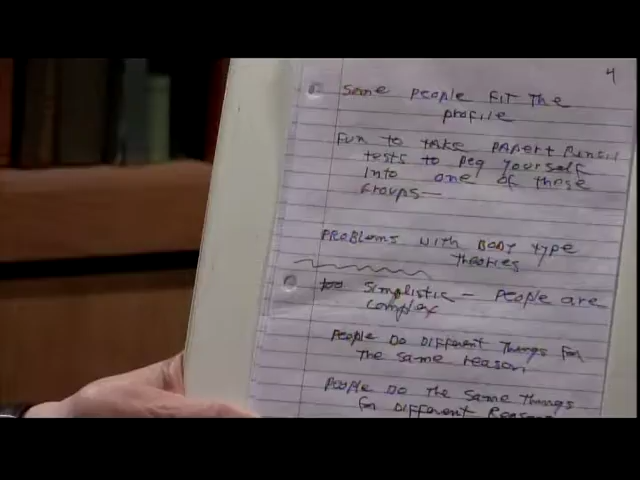 4
Some people FIT THE
profile
Fun to TAKE PAPER+ Pencil
tests to peg yourself
Into one of these
Groups—
PROBLEMS WITH BODY TYPE
theories
too Simplistic — People are
complex
People Do Different Things for
The same reason,
People Do The same Things
for Different Reasons